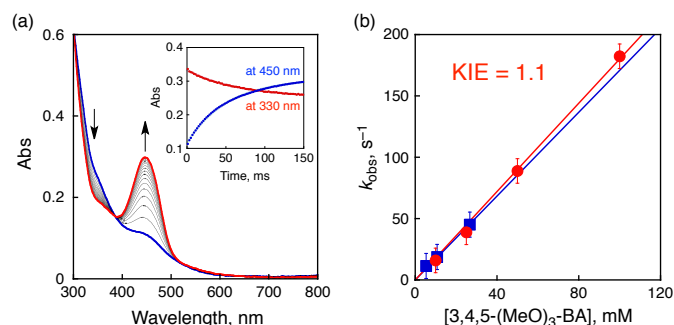 (a)
0.6
0.4
0.2
0
Abs
300 400 500 600 700 800
Wavelength, nm
0.4
0.3
0.2
0.1
Abs
at 450 nm
at 330 nm
0 50 100 150
Time, ms
(b)
200
150
100
50
0
k_obs, s⁻¹
KIE = 1.1
0 40 80 120
[3,4,5-(MeO)₃-BA], mM